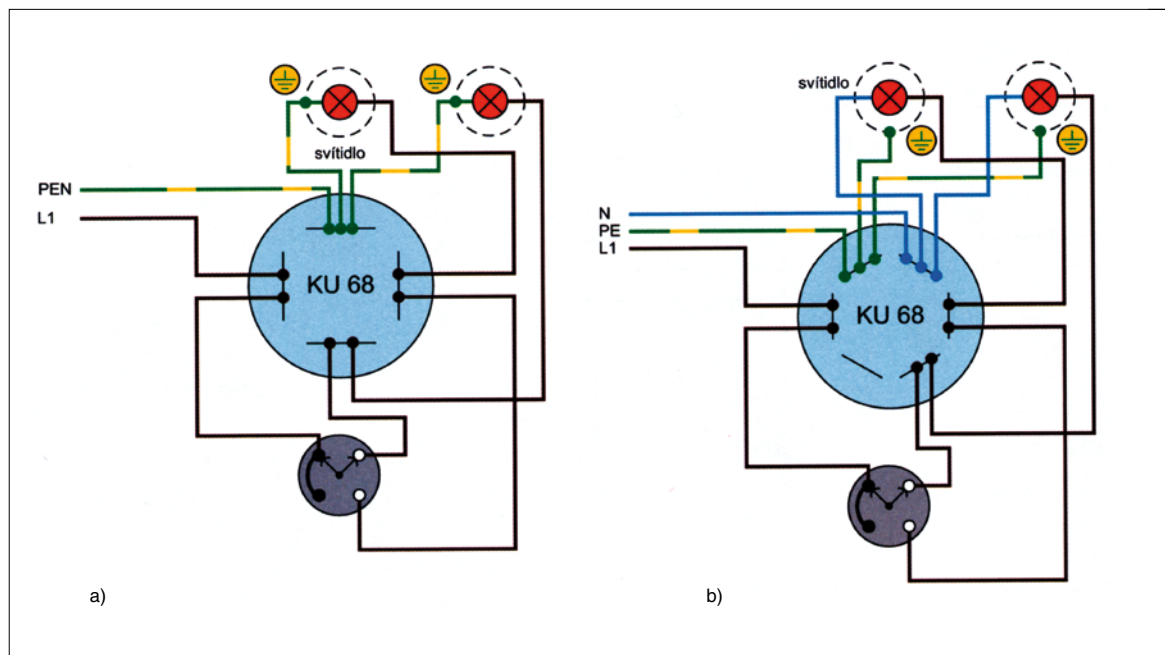 svítidlo
PEN
L1
KU 68
a)
svítidlo
N
PE
L1
KU 68
b)